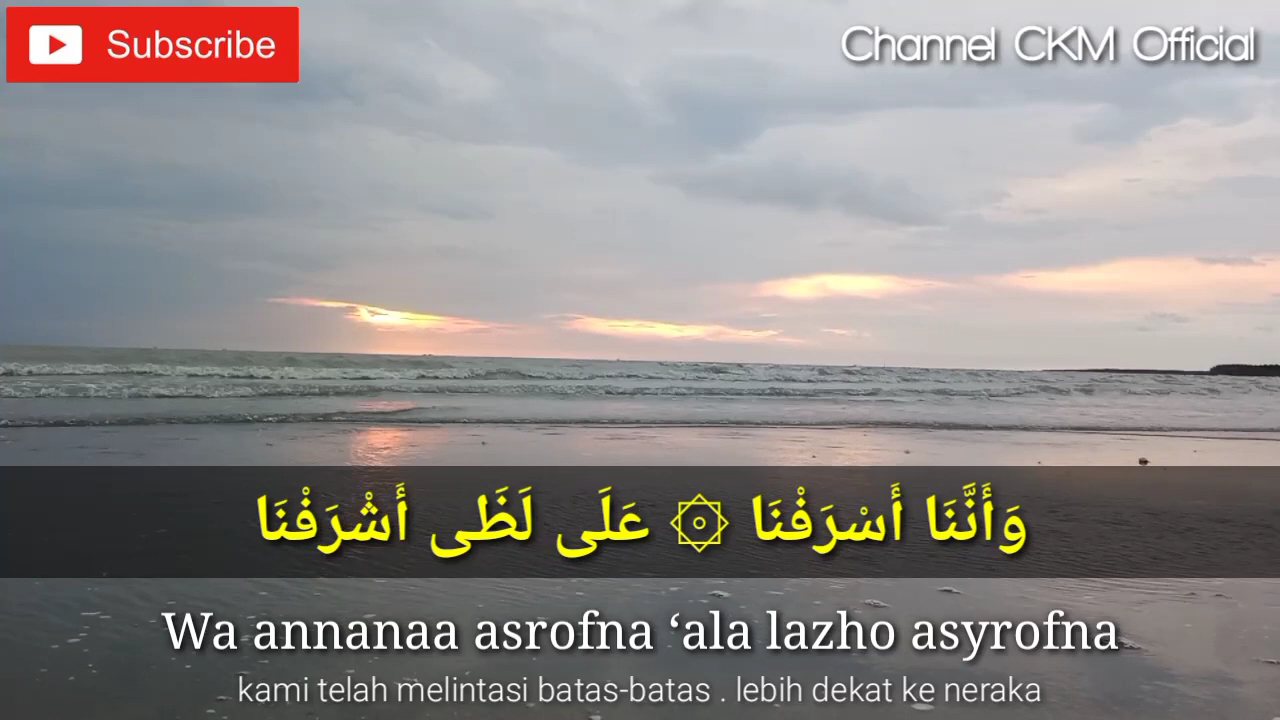 Subscribe
Channel CKM Official
وَأَنَّنَا أَسْرَفْنَا ۞ عَلَى لَظَى أَشْرَفْنَا
Wa annanaa asrofna ‘ala lazho asyrofna
kami telah melintasi batas-batas . lebih dekat ke neraka